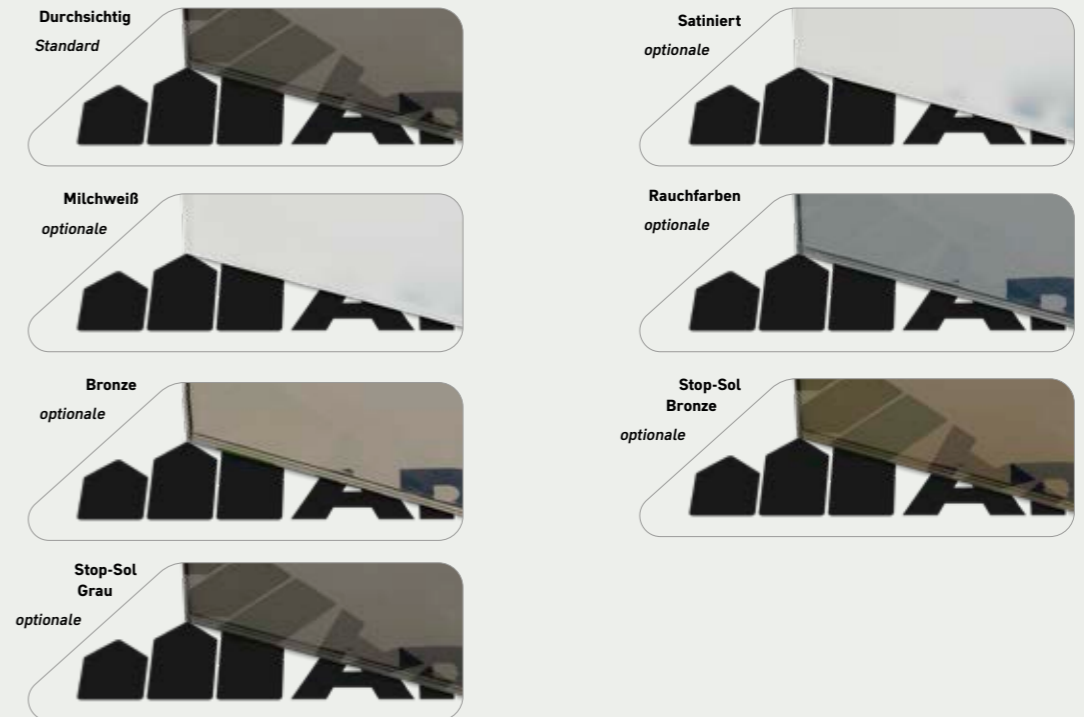 Durchsichtig
Standard
Satiniert
optionale
Milchweiß
optionale
Rauchfarben
optionale
Bronze
optionale
Stop-Sol
Bronze
optionale
Stop-Sol
Grau
optionale